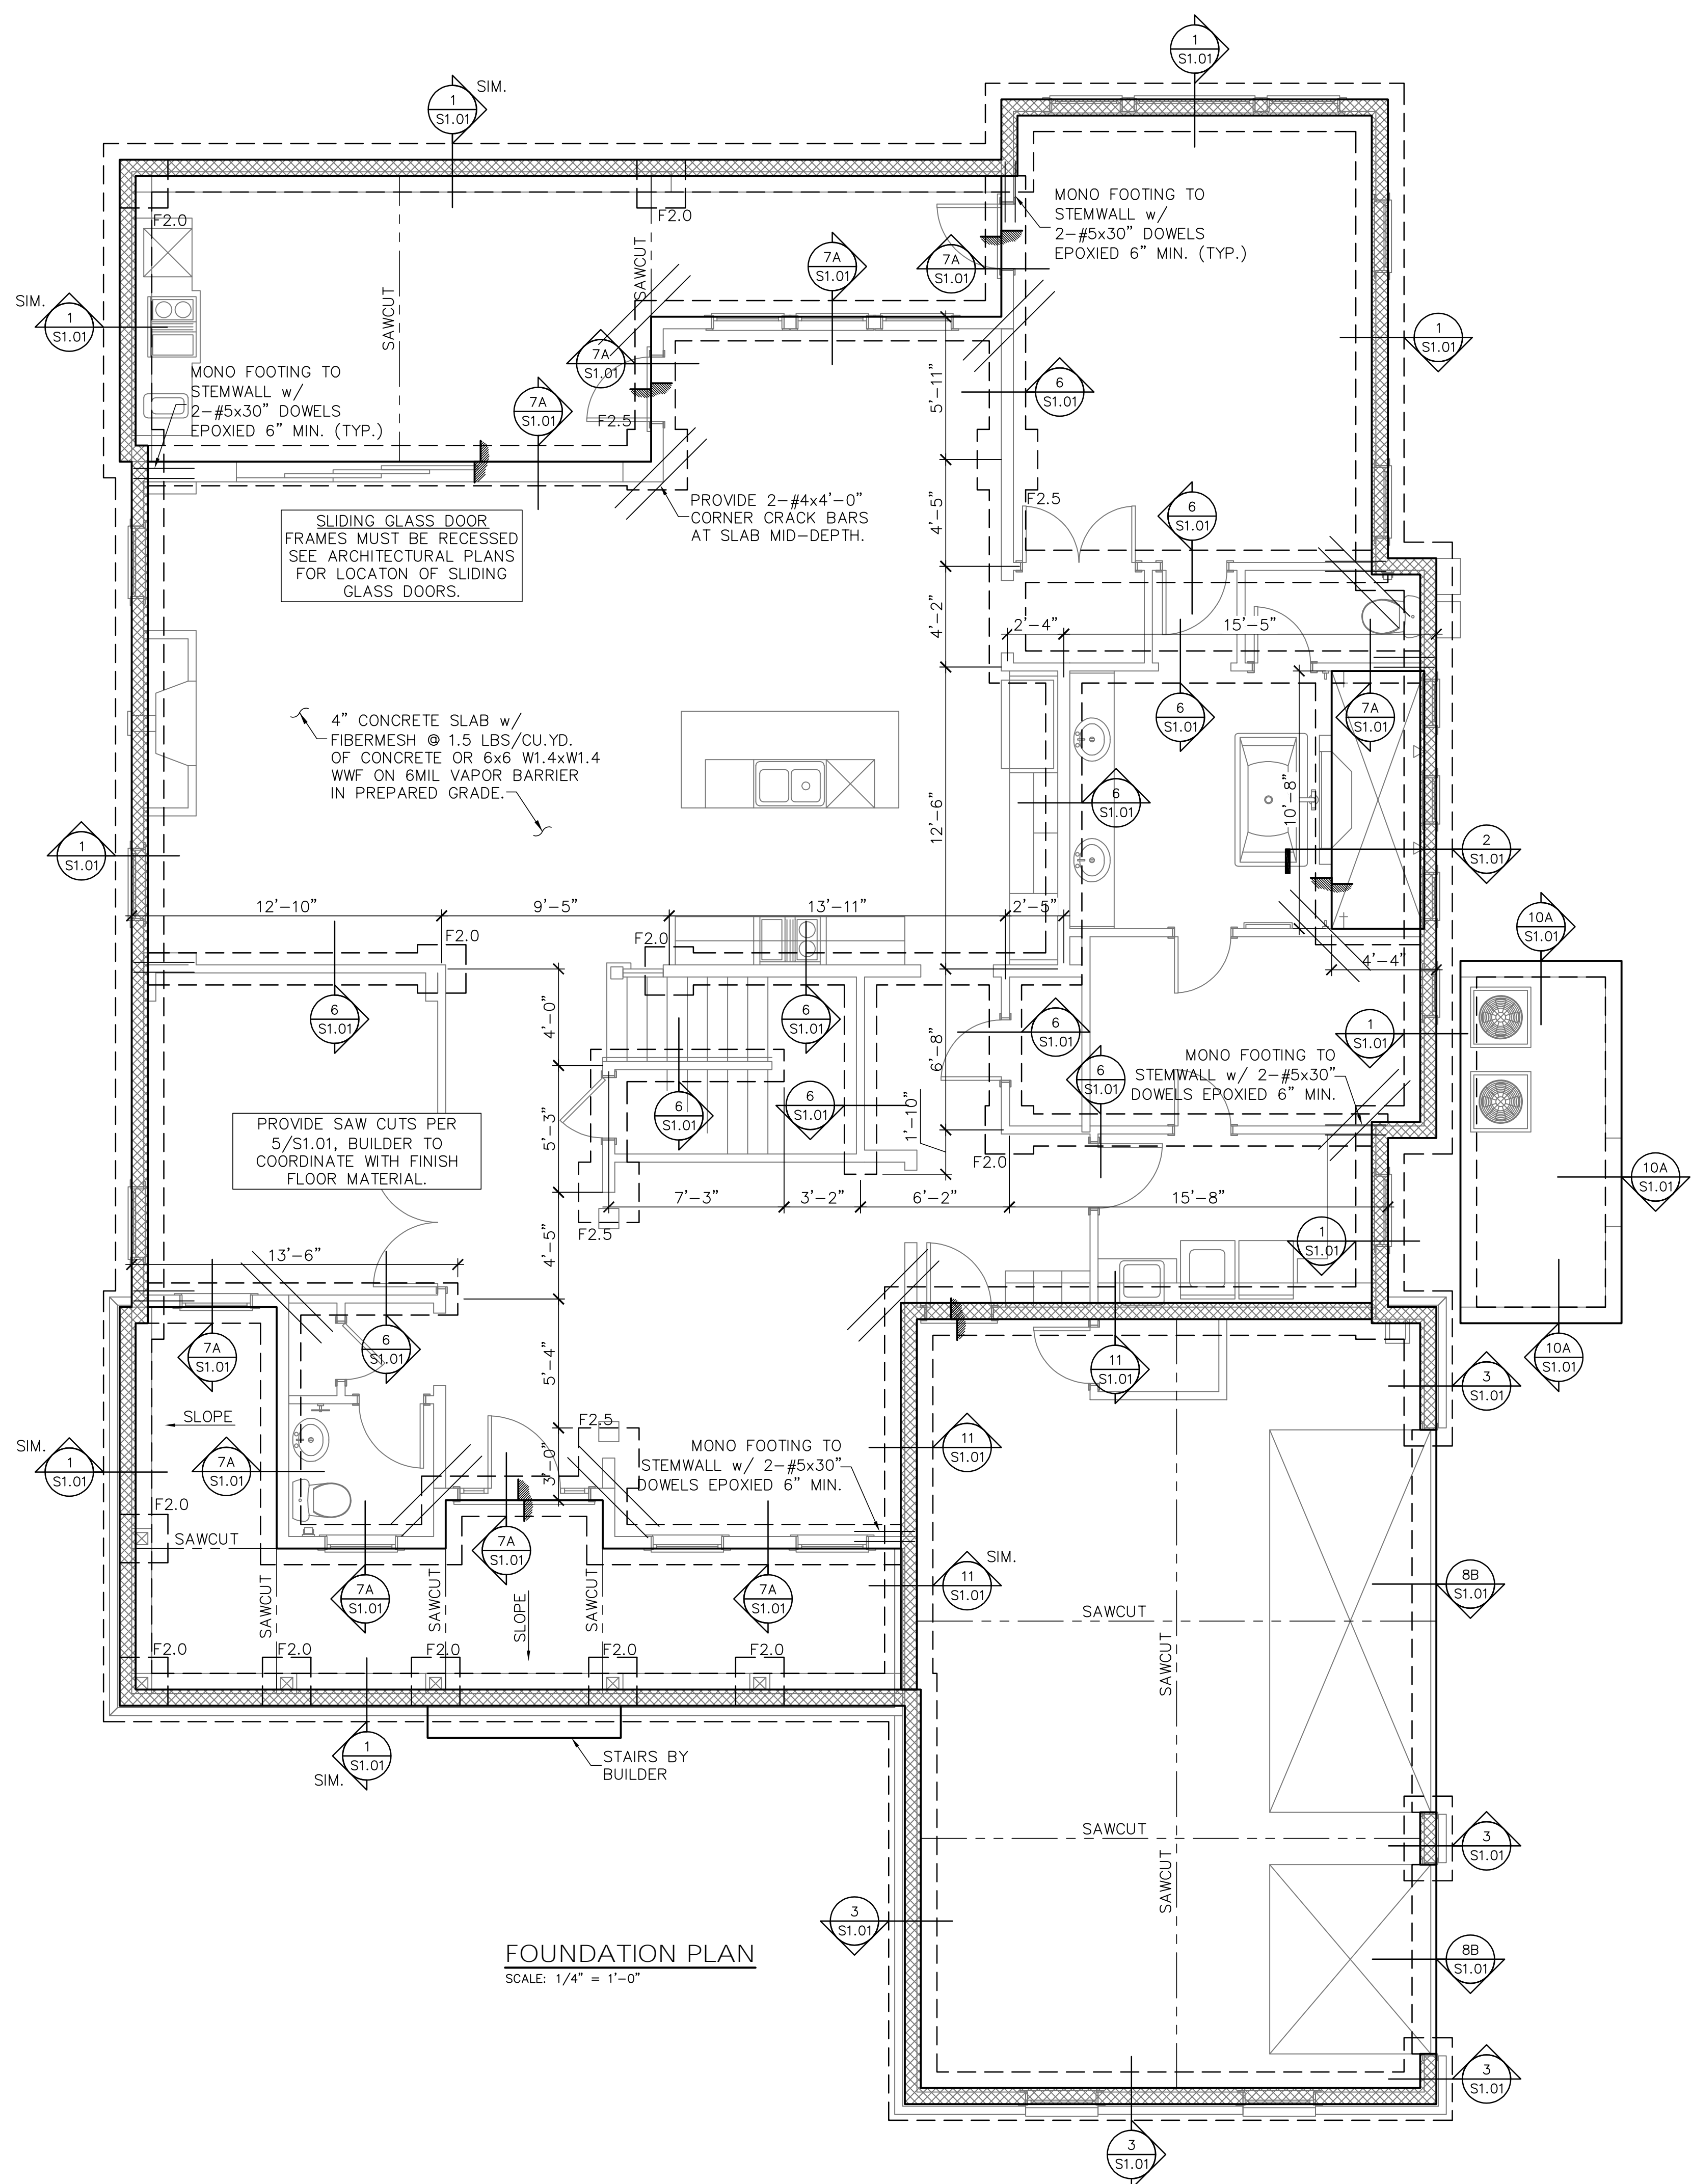 1
S1.01
1
S1.01
SIM.
F2.0
F2.0
SAWCUT
SAWCUT
7A
S1.01
7A
S1.01
MONO FOOTING TO
STEMWALL w/
2-#5x30" DOWELS
EPOXIED 6" MIN. (TYP.)
SIM.
1
S1.01
1
S1.01
MONO FOOTING TO
STEMWALL w/
2-#5x30" DOWELS
EPOXIED 6" MIN. (TYP.)
7A
S1.01
7A
S1.01
F2.5
5'-11"
6
S1.01
PROVIDE 2-#4x4'-0"
CORNER CRACK BARS
AT SLAB MID-DEPTH.
SLIDING GLASS DOOR
FRAMES MUST BE RECESSED
SEE ARCHITECTURAL PLANS
FOR LOCATON OF SLIDING
GLASS DOORS.
4'-5"
F2.5
6
S1.01
4'-2"
2'-4"
15'-5"
4" CONCRETE SLAB w/
FIBERMESH @ 1.5 LBS/CU.YD.
OF CONCRETE OR 6x6 W1.4xW1.4
WWF ON 6MIL VAPOR BARRIER
IN PREPARED GRADE.
6
S1.01
7A
S1.01
12'-6"
6
S1.01
10'-8"
1
S1.01
2
S1.01
12'-10"
9'-5"
13'-11"
2'-5"
F2.0
F2.0
4'-4"
10A
S1.01
6
S1.01
4'-0"
6
S1.01
6'-8"
6
S1.01
1
S1.01
MONO FOOTING TO
STEMWALL w/ 2-#5x30"
DOWELS EPOXIED 6" MIN.
6
S1.01
6
S1.01
6
S1.01
1'-10"
PROVIDE SAW CUTS PER
5/S1.01, BUILDER TO
COORDINATE WITH FINISH
FLOOR MATERIAL.
5'-3"
F2.0
10A
S1.01
7'-3"
3'-2"
6'-2"
15'-8"
F2.5
4'-5"
1
S1.01
13'-6"
7A
S1.01
6
S1.01
5'-4"
11
S1.01
10A
S1.01
3
S1.01
SLOPE
F2.5
3'-0"
MONO FOOTING TO
STEMWALL w/ 2-#5x30"
DOWELS EPOXIED 6" MIN.
11
S1.01
SIM.
1
S1.01
7A
S1.01
F2.0
SAWCUT
7A
S1.01
SIM.
11
S1.01
7A
S1.01
7A
S1.01
8B
S1.01
SAWCUT
SAWCUT
SAWCUT
SLOPE
SAWCUT
SAWCUT
F2.0
F2.0
F2.0
F2.0
F2.0
1
S1.01
SIM.
STAIRS BY
BUILDER
SAWCUT
SAWCUT
3
S1.01
3
S1.01
8B
S1.01
FOUNDATION PLAN
SCALE: 1/4" = 1'-0"
3
S1.01
3
S1.01